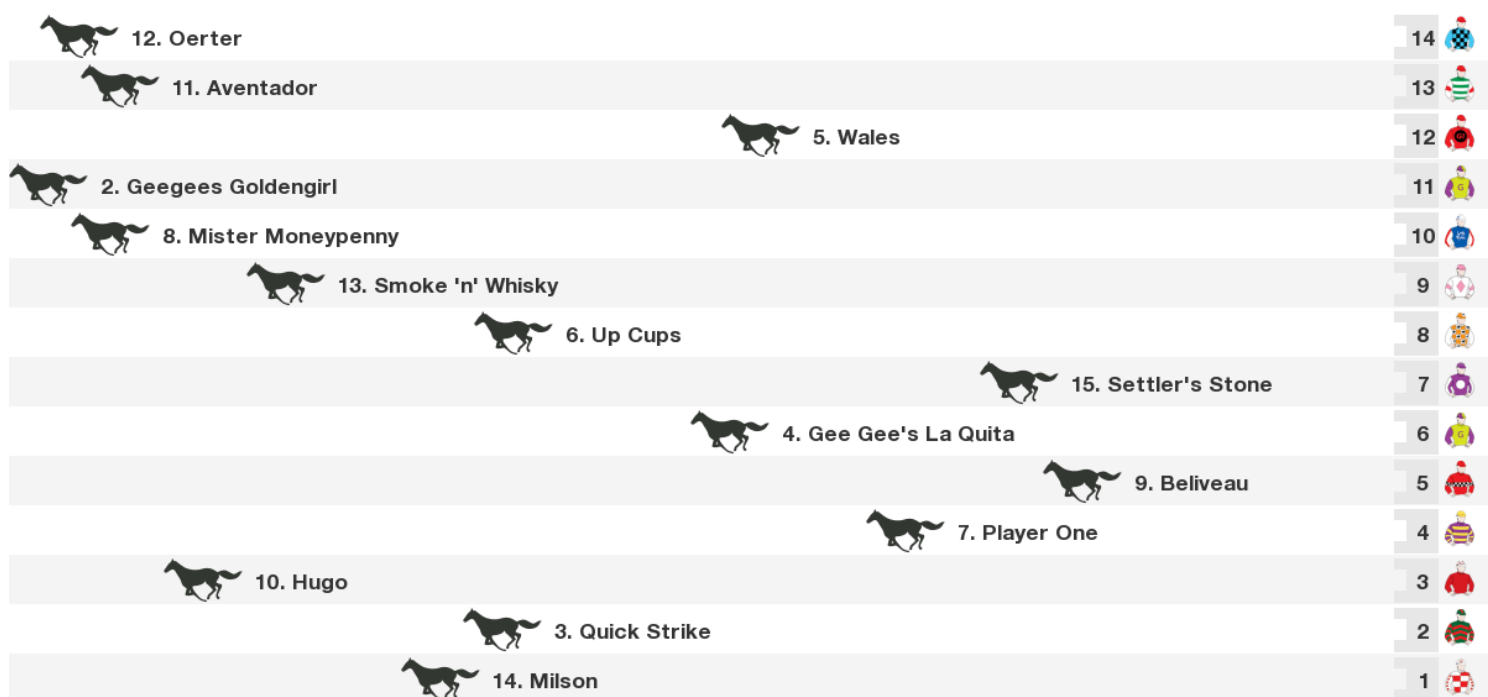 12. Oerter 14
11. Aventador 13
5. Wales 12
2. Geegees Goldengirl 11
8. Mister Moneypenny 10
13. Smoke 'n' Whisky 9
6. Up Cups 8
15. Settler's Stone 7
4. Gee Gee's La Quita 6
9. Beliveau 5
7. Player One 4
10. Hugo 3
3. Quick Strike 2
14. Milson 1